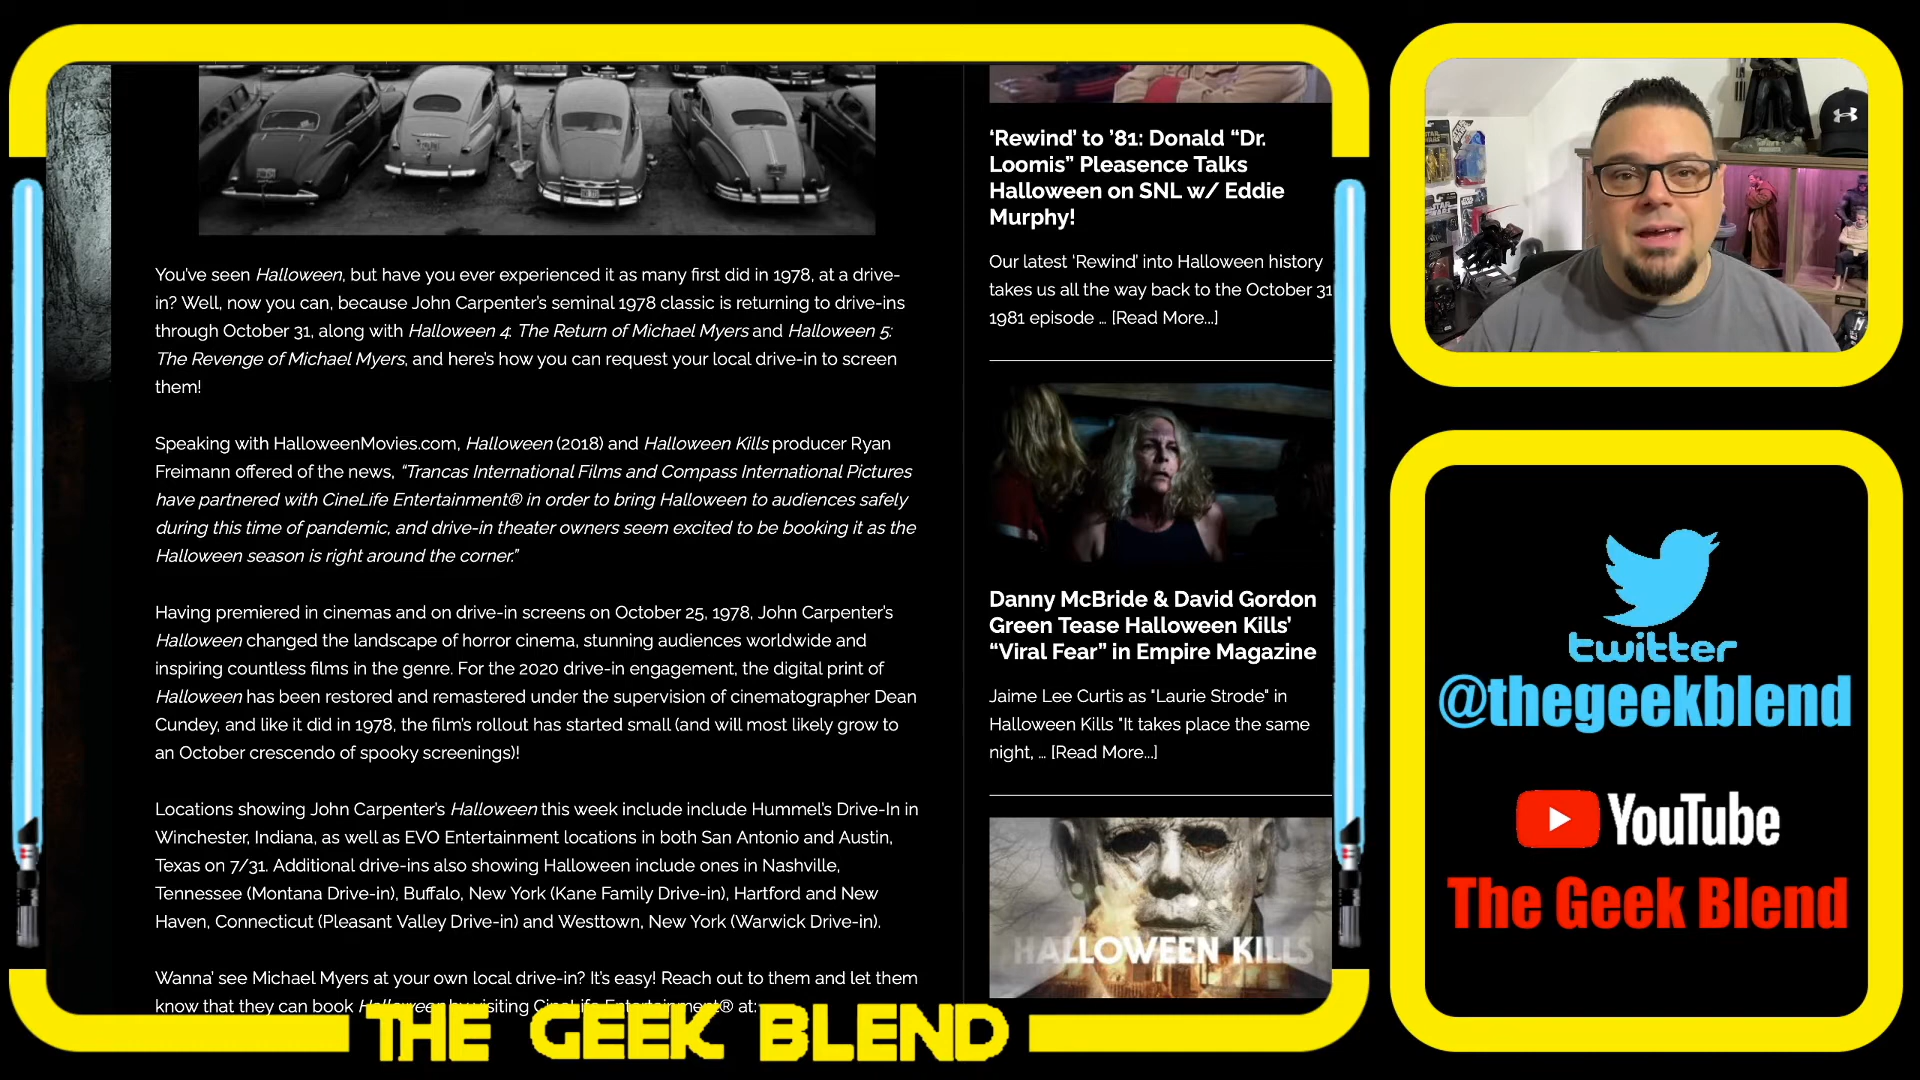 You've seen Halloween, but have you ever experienced it as many first did in 1978, at a drive-
in? Well, now you can, because John Carpenter's seminal 1978 classic is returning to drive-ins
through October 31, along with Halloween 4: The Return of Michael Myers and Halloween 5:
The Revenge of Michael Myers, and here's how you can request your local drive-in to screen
them!
Speaking with HalloweenMovies.com, Halloween (2018) and Halloween Kills producer Ryan
Freimann offered of the news, “Trancas International Films and Compass International Pictures
have partnered with CineLife Entertainment® in order to bring Halloween to audiences safely
during this time of pandemic, and drive-in theater owners seem excited to be booking it as the
Halloween season is right around the corner.”
Having premiered in cinemas and on drive-in screens on October 25, 1978, John Carpenter's
Halloween changed the landscape of horror cinema, stunning audiences worldwide and
inspiring countless films in the genre. For the 2020 drive-in engagement, the digital print of
Halloween has been restored and remastered under the supervision of cinematographer Dean
Cundey, and like it did in 1978, the film's rollout has started small (and will most likely grow to
an October crescendo of spooky screenings)!
Locations showing John Carpenter's Halloween this week include include Hummel's Drive-In in
Winchester, Indiana, as well as EVO Entertainment locations in both San Antonio and Austin,
Texas on 7/31. Additional drive-ins also showing Halloween include ones in Nashville,
Tennessee (Montana Drive-in), Buffalo, New York (Kane Family Drive-in), Hartford and New
Haven, Connecticut (Pleasant Valley Drive-in) and Westtown, New York (Warwick Drive-in).
Wanna' see Michael Myers at your own local drive-in? It's easy! Reach out to them and let them
know that they can book Halloween by visiting CineLife Entertainment® at:
‘Rewind’ to ’81: Donald “Dr.
Loomis” Pleasence Talks
Halloween on SNL w/ Eddie
Murphy!
Our latest ‘Rewind’ into Halloween history
takes us all the way back to the October 31
1981 episode … [Read More...]
Danny McBride & David Gordon
Green Tease Halloween Kills’
“Viral Fear” in Empire Magazine
Jaime Lee Curtis as "Laurie Strode" in
Halloween Kills "It takes place the same
night, … [Read More...]
HALLOWEEN KILLS
THE GEEK BLEND
twitter
@thegeekblend
YouTube
The Geek Blend